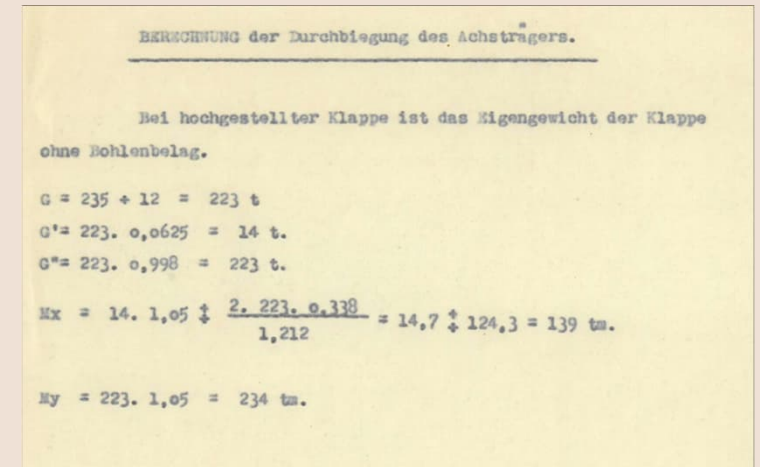 BERECHNUNG der Durchbiegung des Achsträgers.
Bei hochgestellter Klappe ist das Eigengewicht der Klappe
ohne Bohlenbelag.
G = 235 ÷ 12 = 223 t
G'= 223. 0,0625 = 14 t.
G"= 223. 0,998 = 223 t.
Mx = 14. 1,05 ‡ 2. 223. 0,338 / 1,212 = 14,7 ‡ 124,3 = 139 tm.
My = 223. 1,05 = 234 tm.